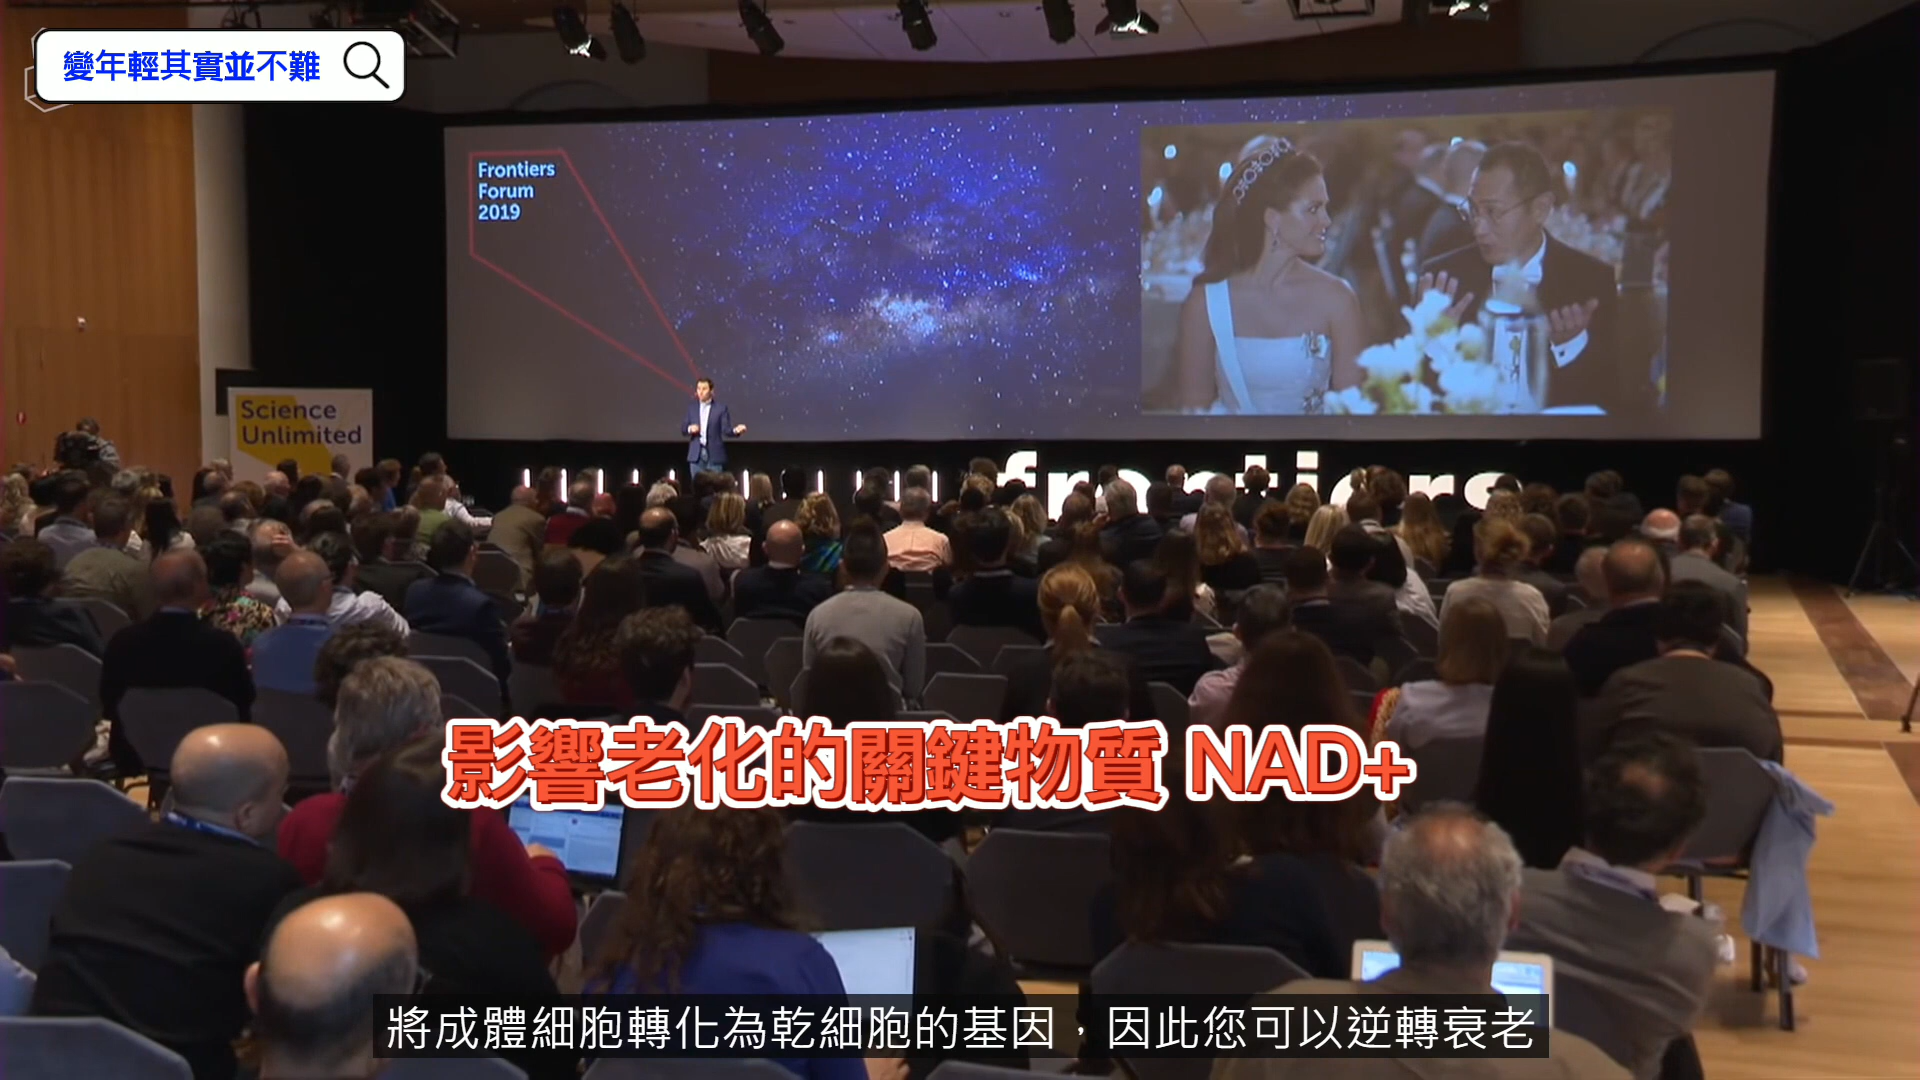 變年輕其實並不難
Frontiers
Forum
2019
Science
Unlimited
frontiers
影響老化的關鍵物質 NAD+
將成體細胞轉化為乾細胞的基因，因此您可以逆轉衰老